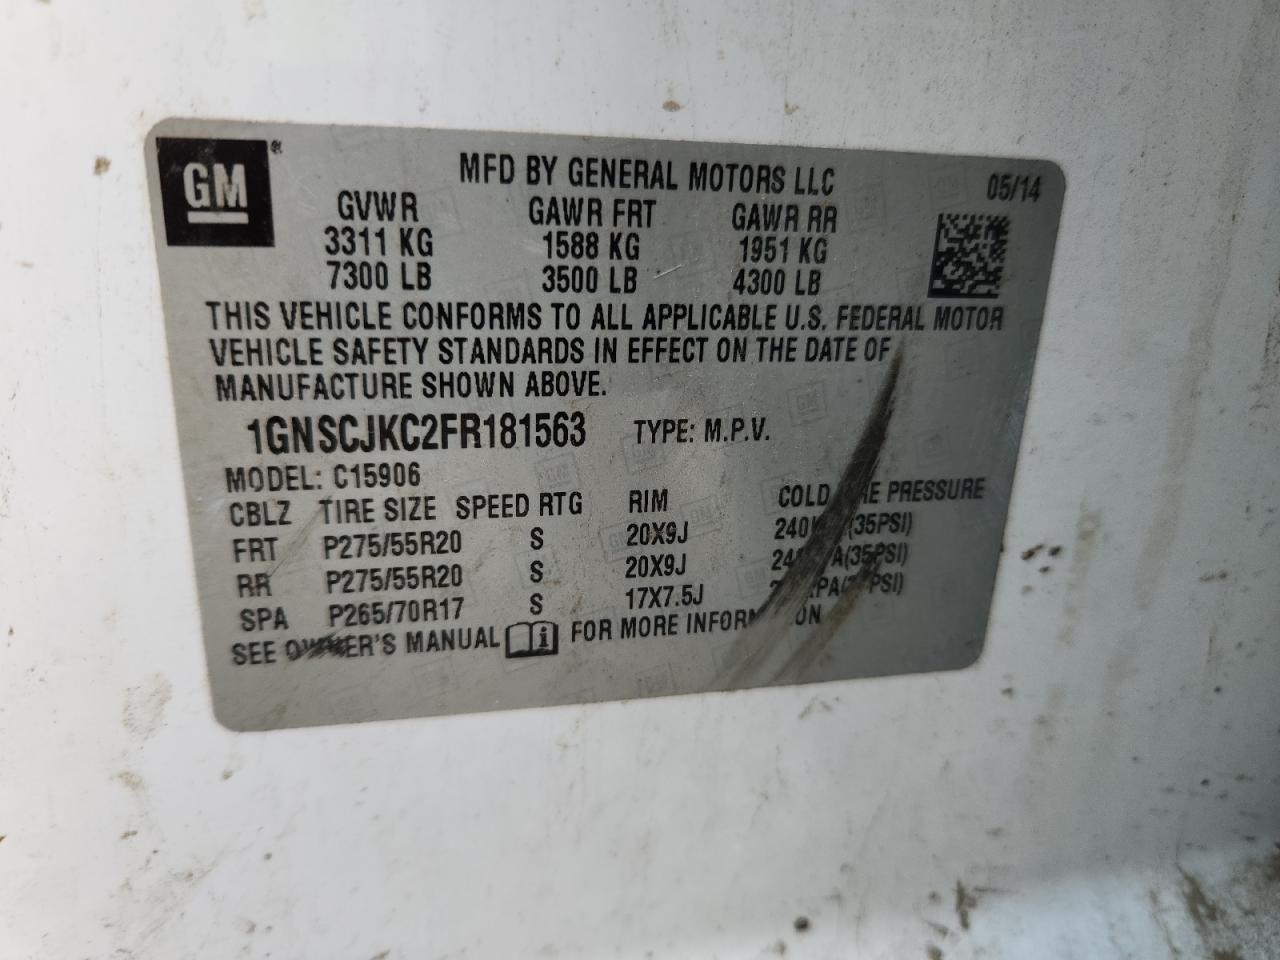 GM®
MFD BY GENERAL MOTORS LLC 05/14
GVWR GAWR FRT GAWR RR
3311 KG 1588 KG 1951 KG
7300 LB 3500 LB 4300 LB
THIS VEHICLE CONFORMS TO ALL APPLICABLE U.S. FEDERAL MOTOR
VEHICLE SAFETY STANDARDS IN EFFECT ON THE DATE OF
MANUFACTURE SHOWN ABOVE.
1GNSCJKC2FR181563 TYPE: M.P.V.
MODEL: C15906
CBLZ TIRE SIZE SPEED RTG RIM COLD PRESSURE
FRT P275/55R20 S 20X9J (35PSI)
RR P275/55R20 S 20X9J (35PSI)
SPA P265/70R17 S 17X7.5J
SEE OWNER'S MANUAL FOR MORE INFORMATION